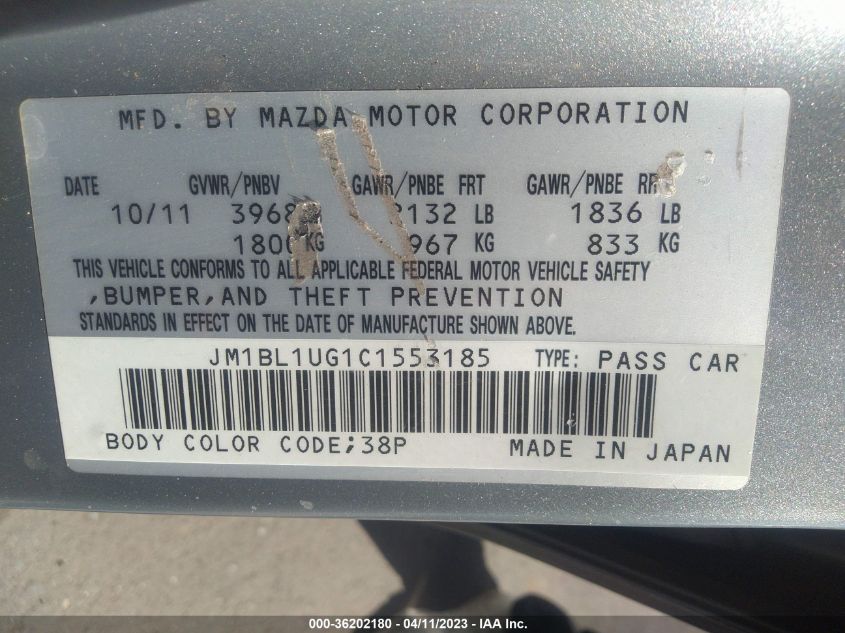 MFD. BY MAZDA MOTOR CORPORATION
DATE GVWR/PNBV GAWR/PNBE FRT GAWR/PNBE RR
10/11 3968 LB 1836 LB
KG 967 KG 833 KG
THIS VEHICLE CONFORMS TO ALL APPLICABLE FEDERAL MOTOR VEHICLE SAFETY
,BUMPER,AND THEFT PREVENTION
STANDARDS IN EFFECT ON THE DATE OF MANUFACTURE SHOWN ABOVE.
JM1BL1UG1C1553185 TYPE: PASS CAR
BODY COLOR CODE;38P MADE IN JAPAN
000-36202180 - 04/11/2023 - IAA Inc.